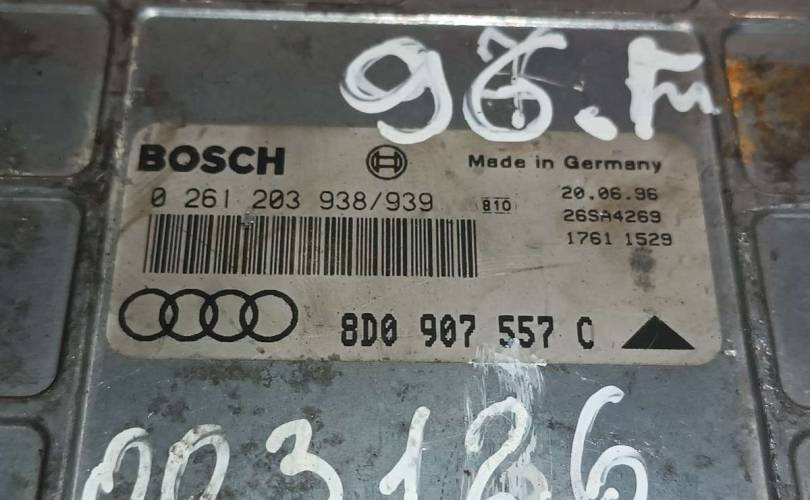 96.Fm
BOSCH Made in Germany
0 261 203 938/939 810 20.06.96
26SA4269
1761 1529
8D0 907 557 C
003126